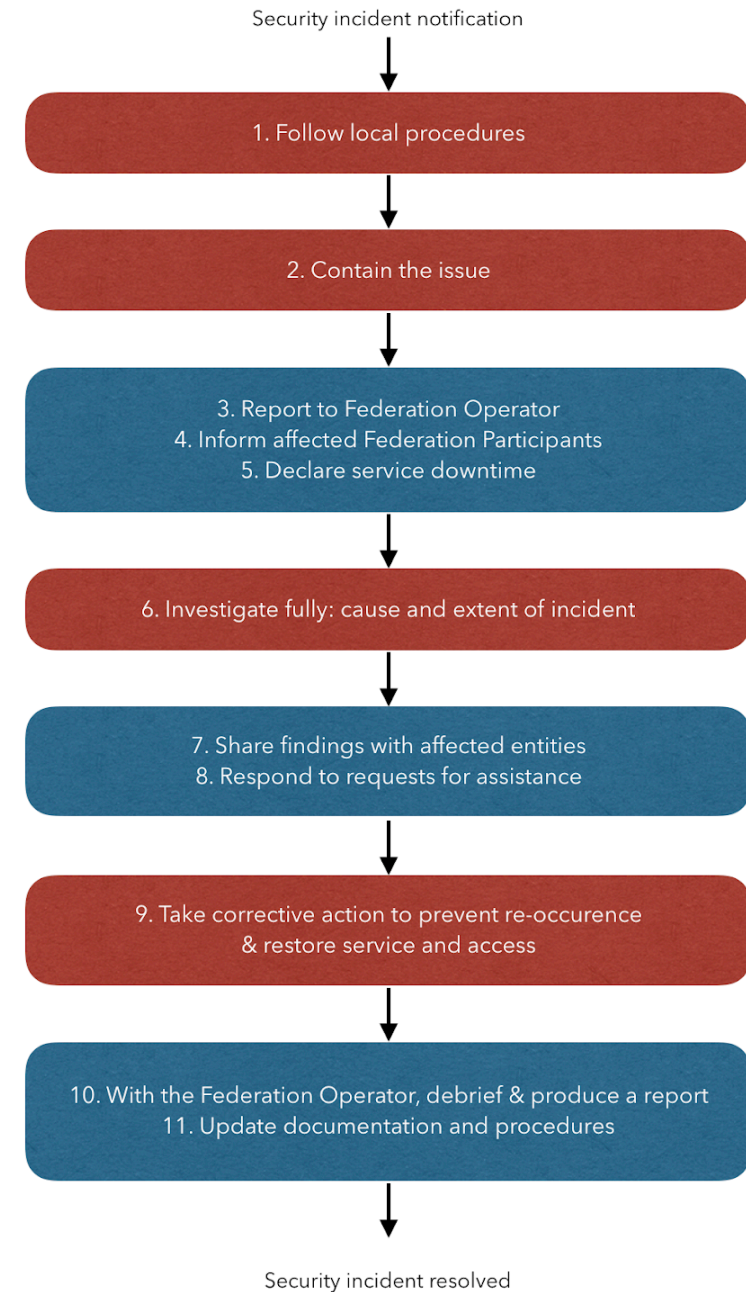 Security incident notification
1. Follow local procedures
2. Contain the issue
3. Report to Federation Operator
4. Inform affected Federation Participants
5. Declare service downtime
6. Investigate fully: cause and extent of incident
7. Share findings with affected entities
8. Respond to requests for assistance
9. Take corrective action to prevent re-occurence
& restore service and access
10. With the Federation Operator, debrief & produce a report
11. Update documentation and procedures
Security incident resolved